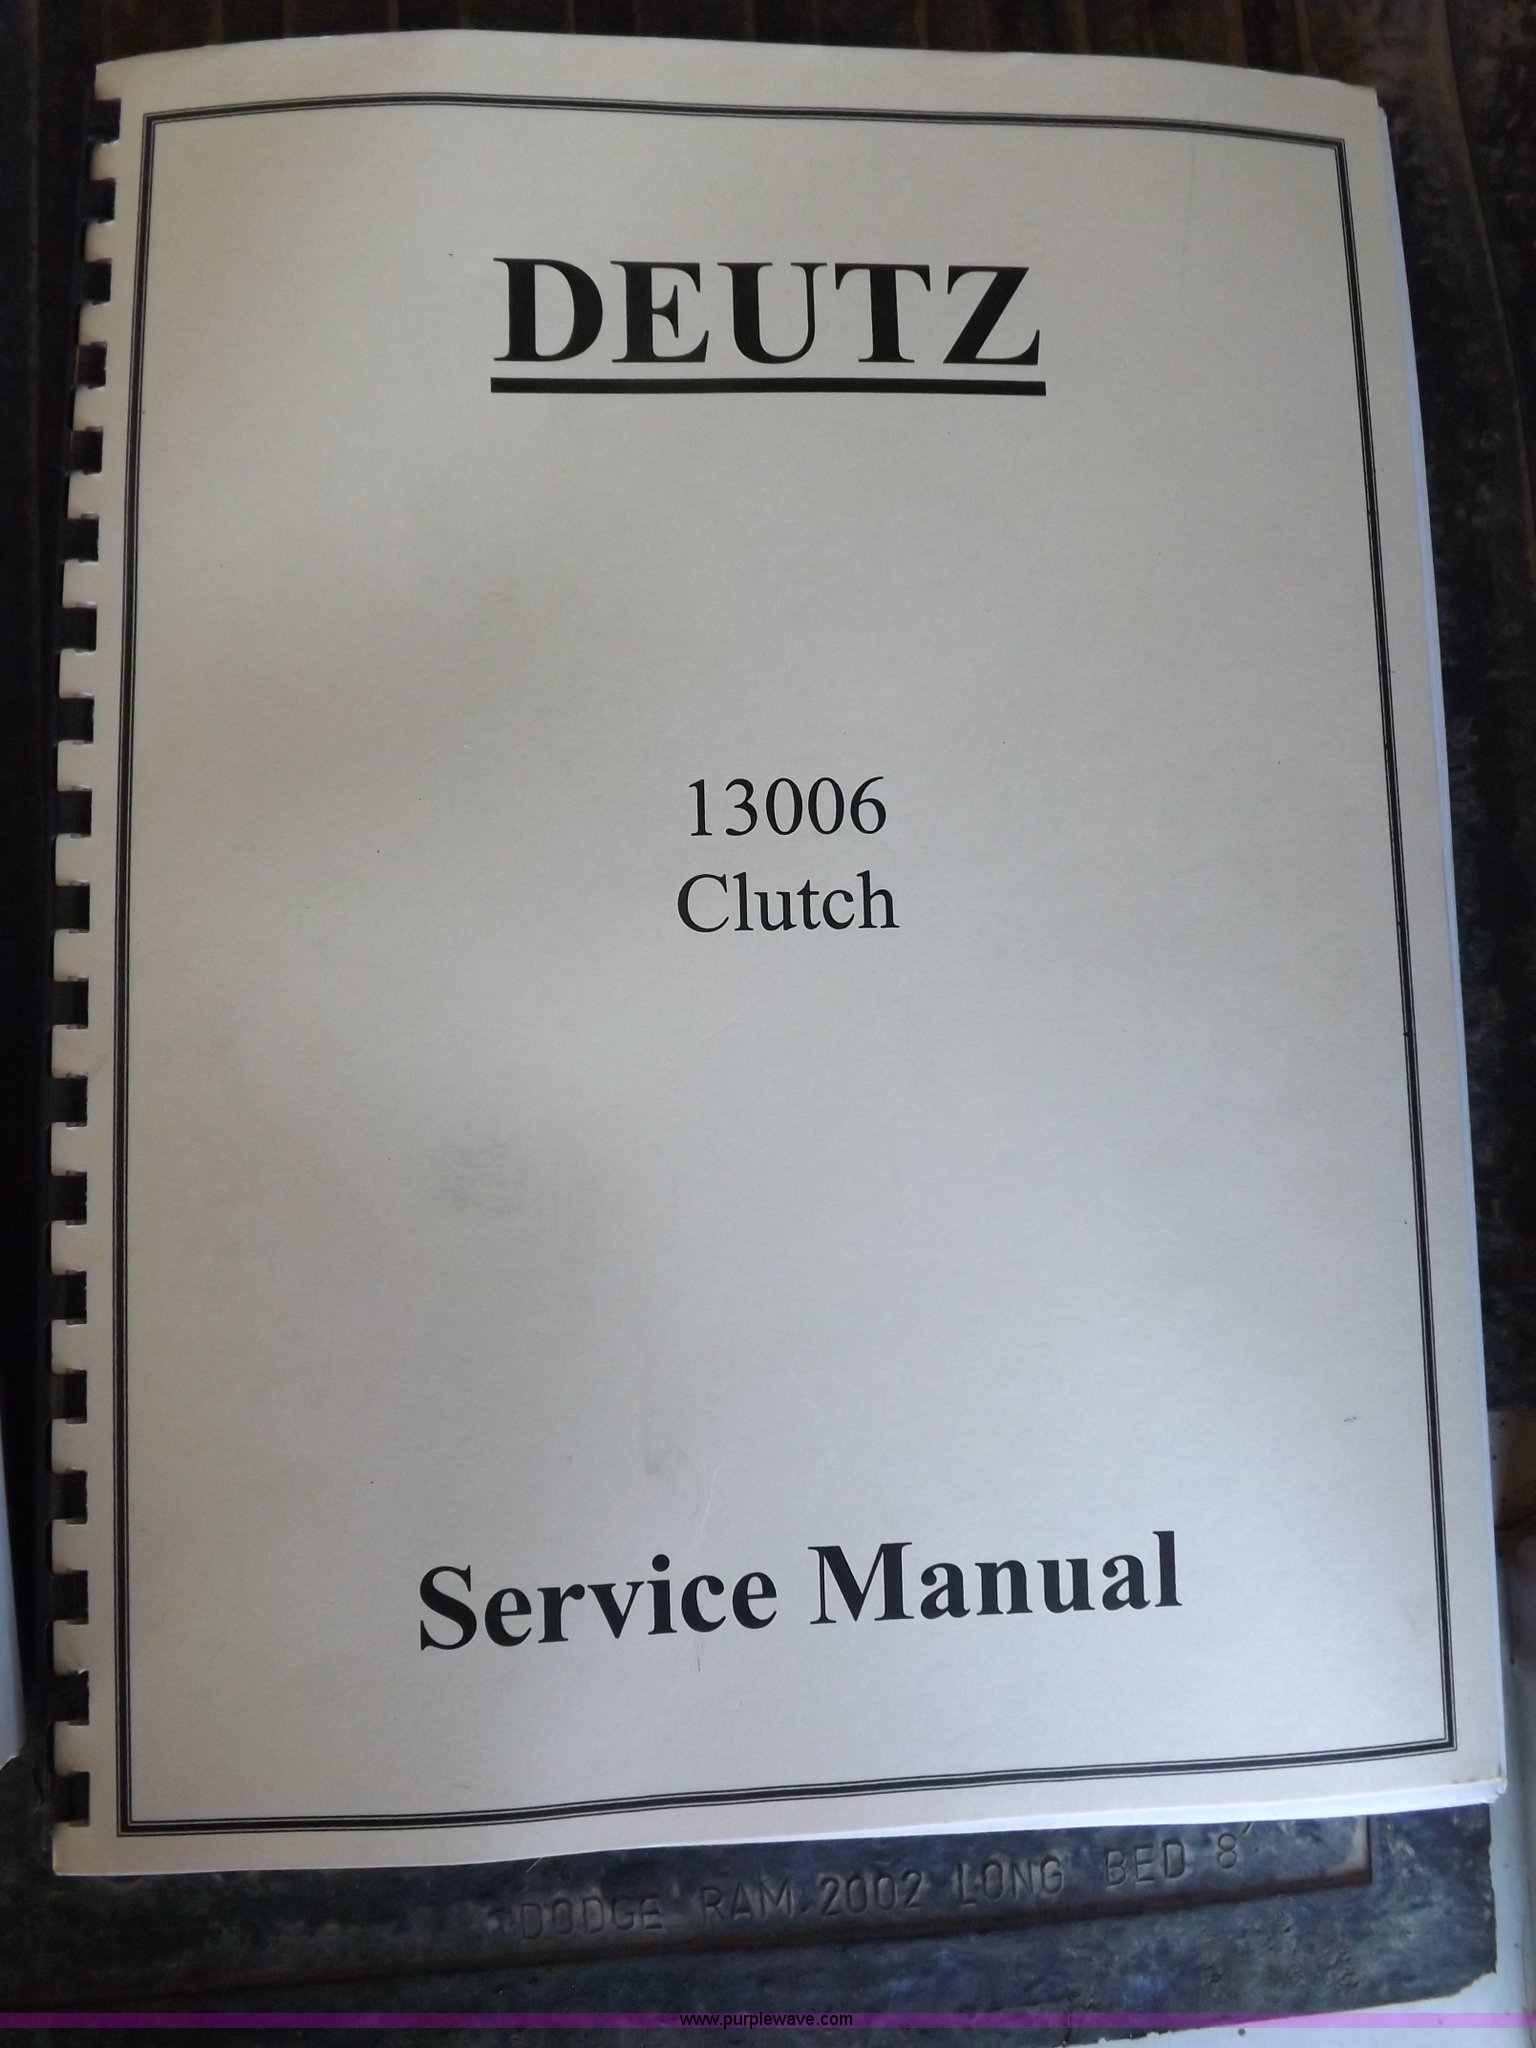 DEUTZ
13006
Clutch
Service Manual
DODGE RAM 2002 LONG BED 8'
www.purplewave.com